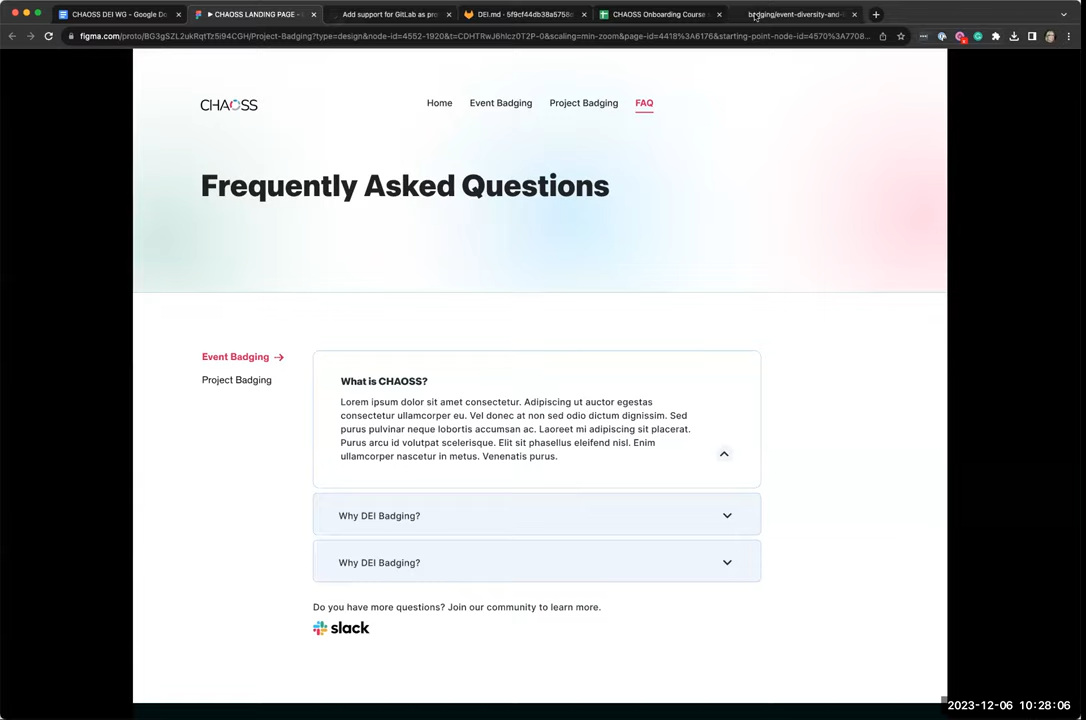 CHAOSS DEI WG - Google Do
CHAOSS LANDING PAGE -
Add support for GitLab as pro
DEI.md · 5f9cf44db38a5758
CHAOSS Onboarding Course
badging/event-diversity-and-
figma.com/proto/BG3gSZL2ukRqtTz5i94CGH/Project-Badging?type=design&node-id=4552-1920&t=CDHTRwJ6hlcz0T2P-0&scaling=min-zoom&page-id=4418%3A6176&starting-point-node-id=4570%3A7708...
CHAOSS
Home
Event Badging
Project Badging
FAQ
Frequently Asked Questions
Event Badging →
Project Badging
What is CHAOSS?
Lorem ipsum dolor sit amet consectetur. Adipiscing ut auctor egestas
consectetur ullamcorper eu. Vel donec at non sed odio dictum dignissim. Sed
purus pulvinar neque lobortis accumsan ac. Laoreet mi adipiscing sit placerat.
Purus arcu id volutpat scelerisque. Elit sit phasellus eleifend nisl. Enim
ullamcorper nascetur in metus. Venenatis purus.
Why DEI Badging?
Why DEI Badging?
Do you have more questions? Join our community to learn more.
slack
2023-12-06 10:28:06